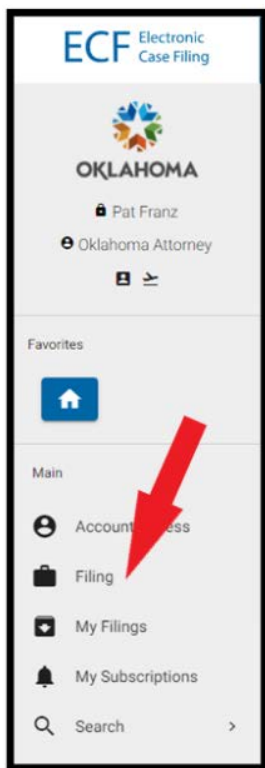 ECF Electronic
Case Filing
OKLAHOMA
Pat Franz
Oklahoma Attorney
Favorites
Main
Account
Filing
My Filings
My Subscriptions
Search